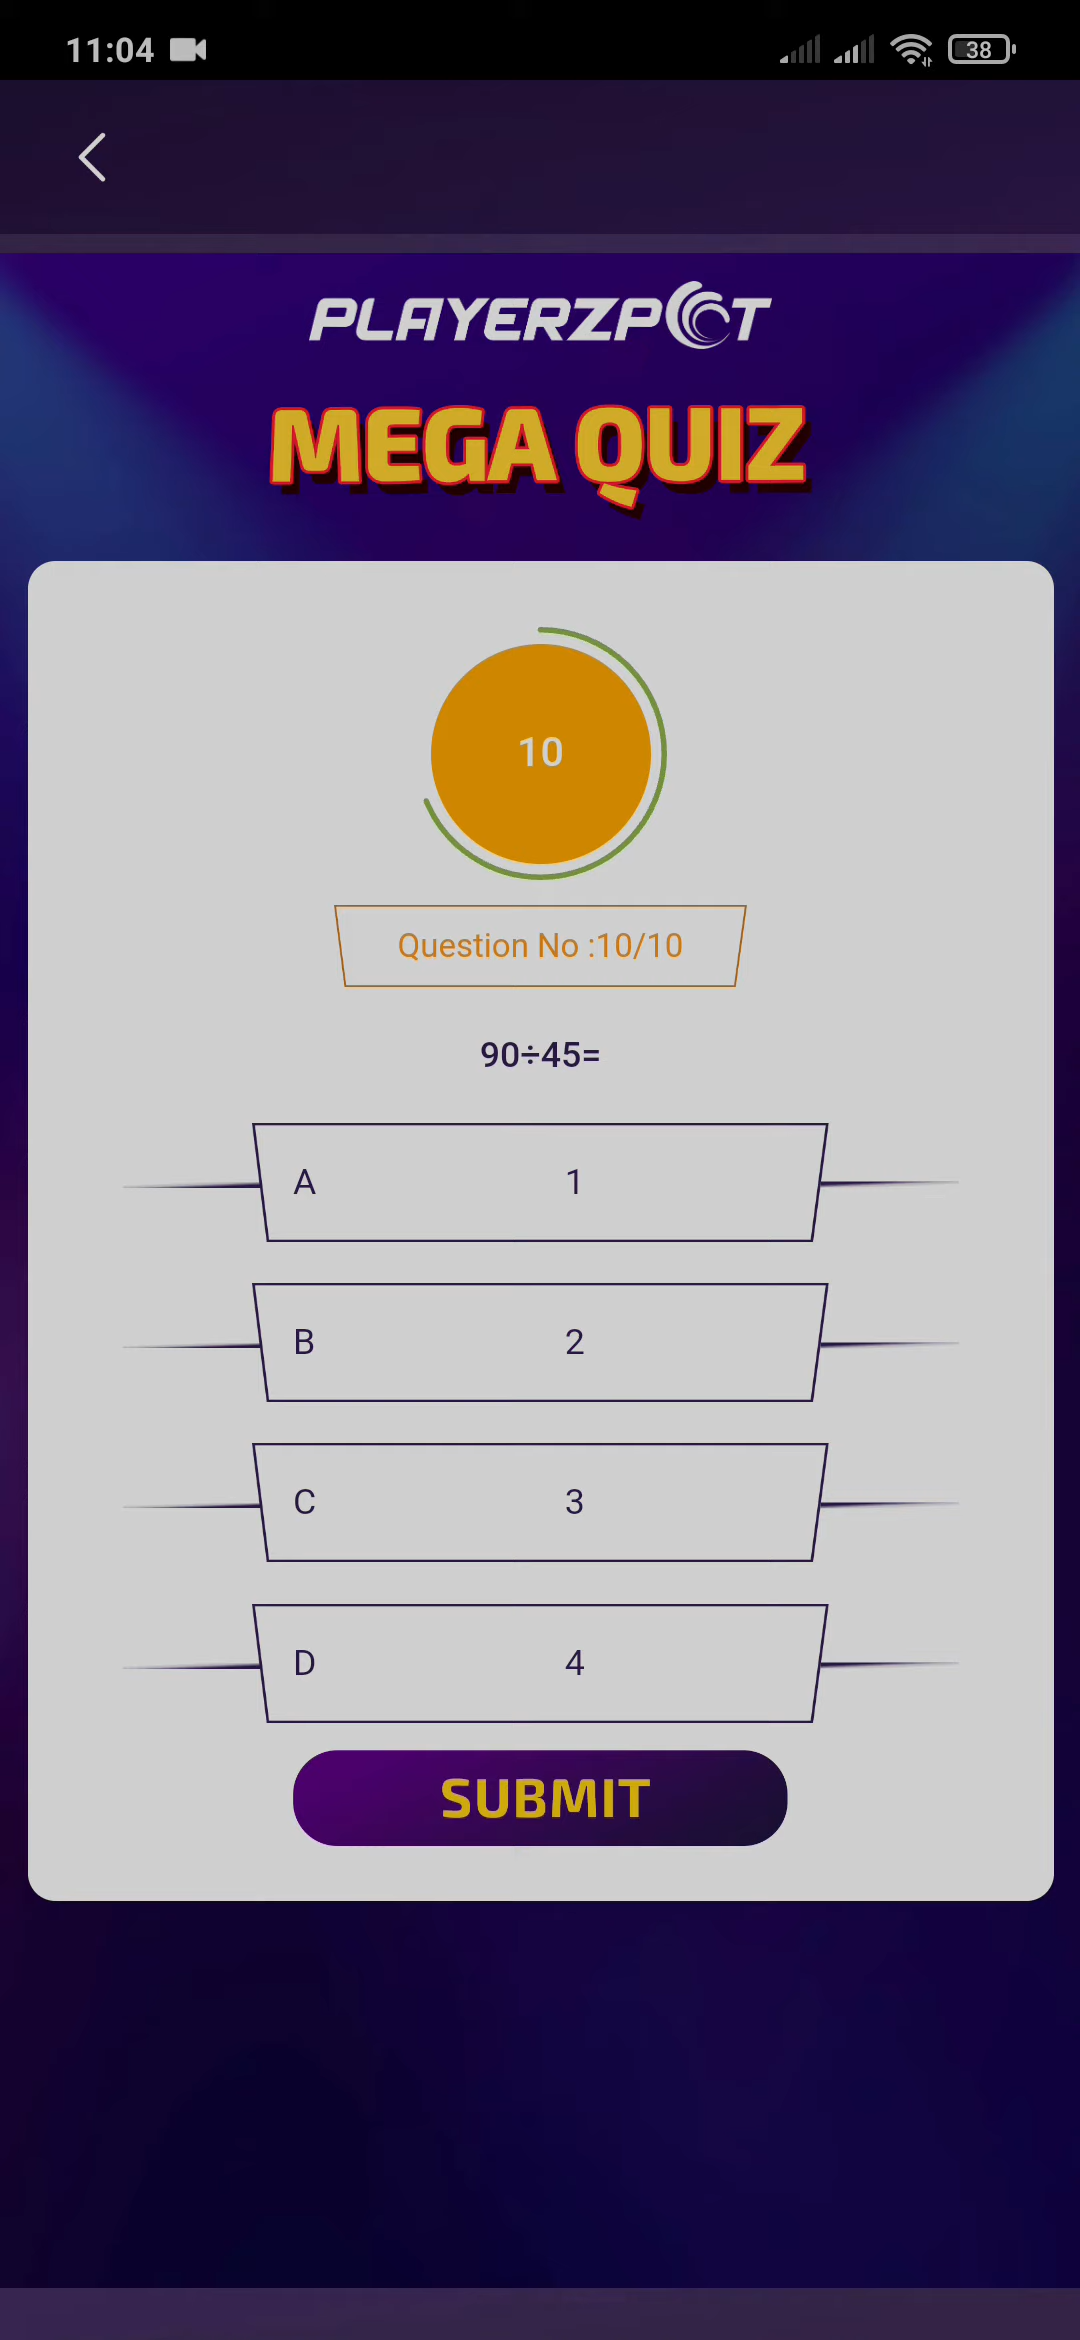 11:04
38
PLAYERZPOT
MEGA QUIZ
10
Question No :10/10
90÷45=
A 1
B 2
C 3
D 4
SUBMIT